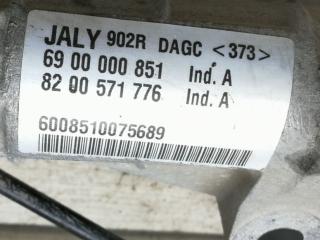 JALY 902R DAGC <373>
69 00 000 851 Ind. A
82 00 571 776 Ind. A
6008510075689